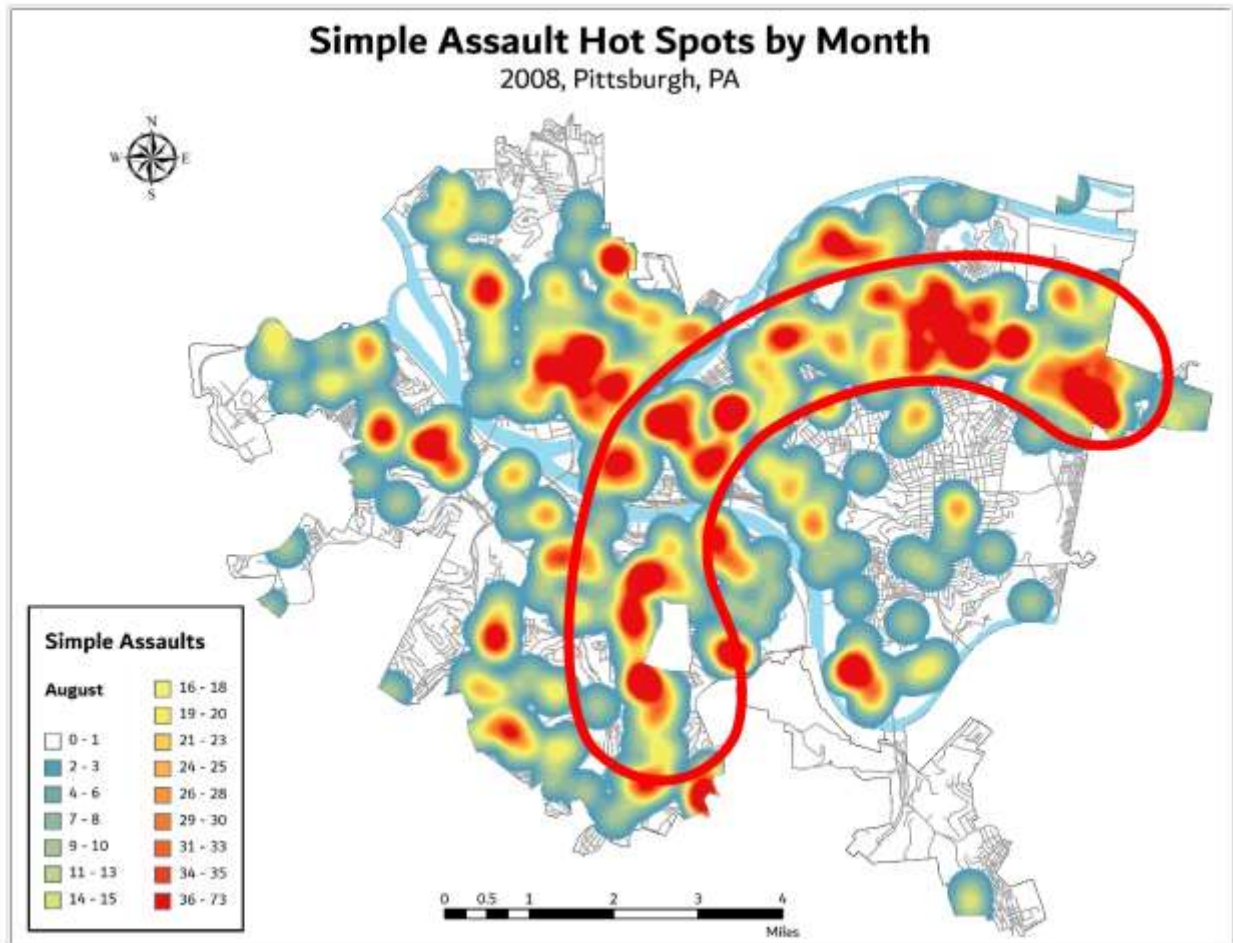 Simple Assault Hot Spots by Month
2008, Pittsburgh, PA
N
W E
S
Simple Assaults
August
0 - 1
2 - 3
4 - 6
7 - 8
9 - 10
11 - 13
14 - 15
16 - 18
19 - 20
21 - 23
24 - 25
26 - 28
29 - 30
31 - 33
34 - 35
36 - 73
0 0.5 1 2 3 4
Miles